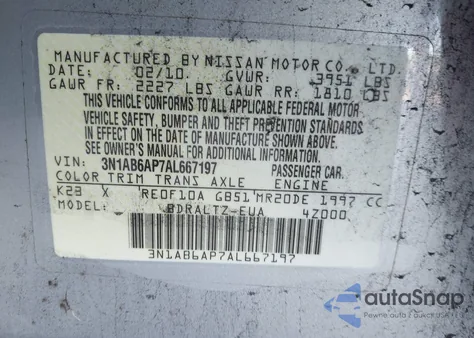 MANUFACTURED BY NISSAN MOTOR CO., LTD.
DATE: 02/10. GVWR: 3951 LBS
GAWR FR: 2227 LBS GAWR RR: 1810 LBS
THIS VEHICLE CONFORMS TO ALL APPLICABLE FEDERAL MOTOR
VEHICLE SAFETY, BUMPER AND THEFT PREVENTION STANDARDS
IN EFFECT ON THE DATE OF MANUFACTURE SHOWN ABOVE.
SEE OWNER'S MANUAL FOR ADDITIONAL INFORMATION.
VIN: 3N1AB6AP7AL667197 PASSENGER CAR.
COLOR TRIM TRANS AXLE ENGINE
K23 X RE0F10A GB51 MR20DE 1997 CC
MODEL: BDRALTZ-EUA 4Z000
3N1AB6AP7AL667197
autoSnap